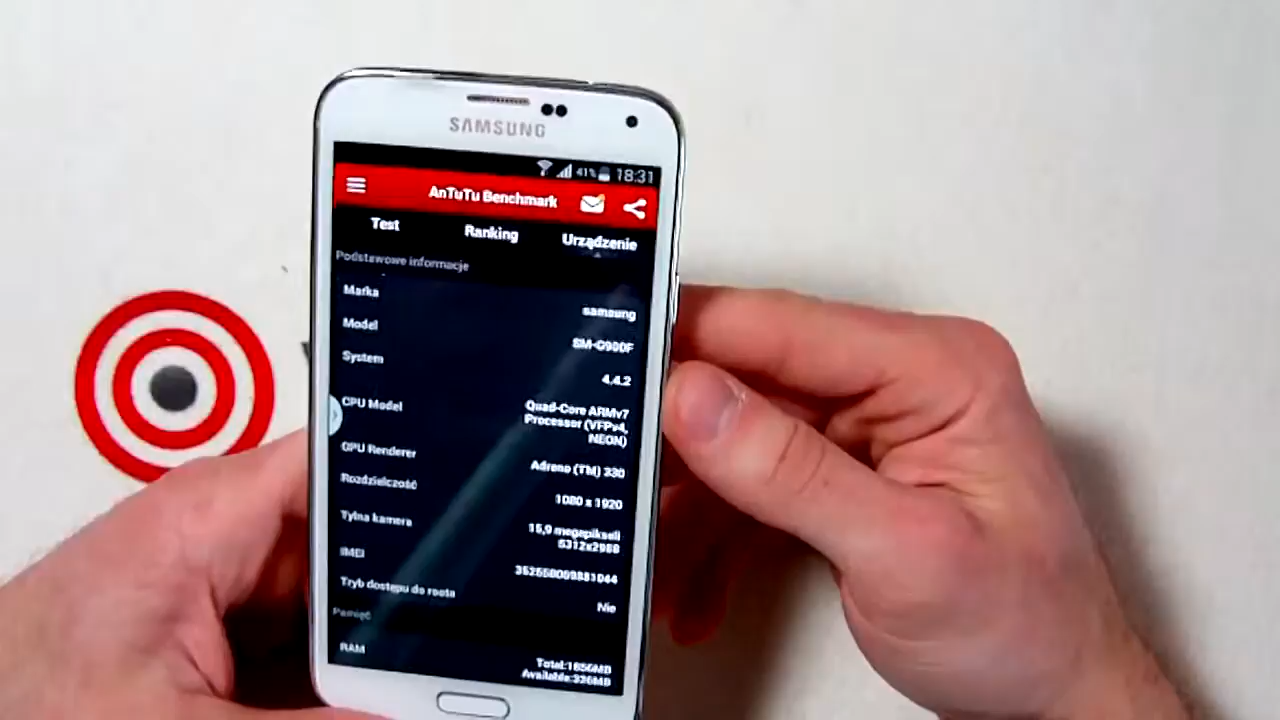 SAMSUNG
41% 18:31
AnTuTu Benchmark
Test Ranking Urządzenie
Podstawowe informacje
Marka samsung
Model SM-G900F
System 4.4.2
CPU Model Quad-Core ARMv7
Processor (VFPv4,
NEON)
GPU Renderer Adreno (TM) 330
Rozdzielczość 1080 x 1920
Tylna kamera 15,9 megapikseli
5312x2988
IMEI
Tryb dostępu do roota Nie
Pamięć
RAM Total:1856MB
Available:326MB